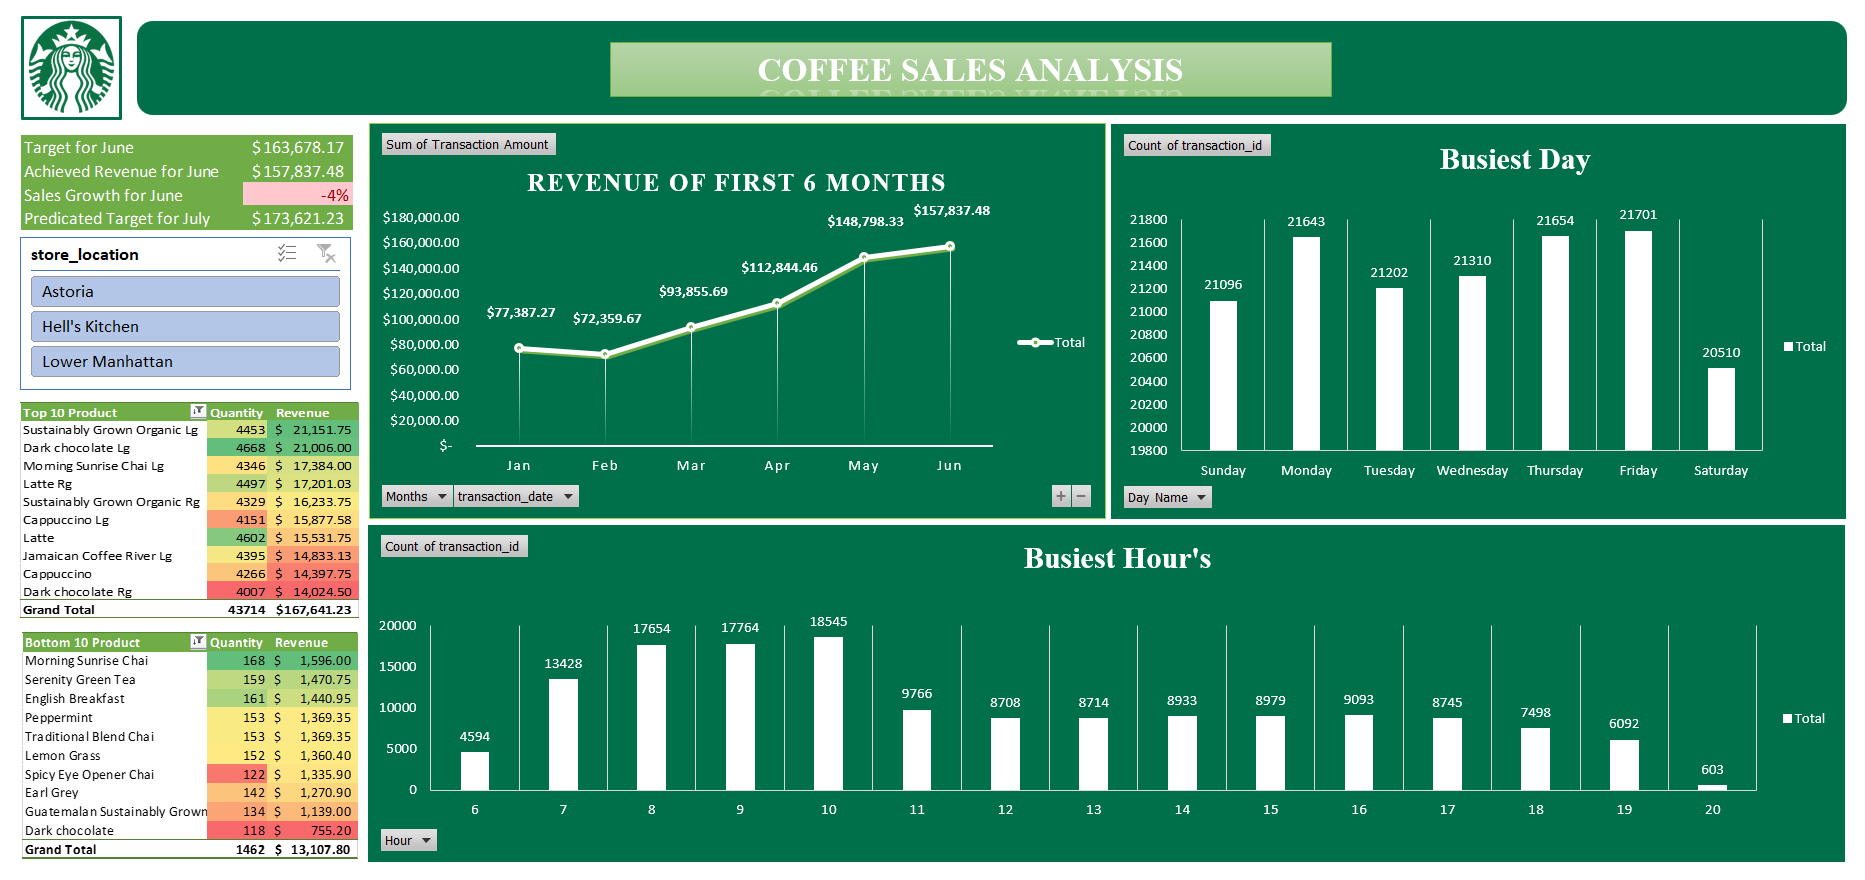 COFFEE SALES ANALYSIS
Target for June $163,678.17
Achieved Revenue for June $157,837.48
Sales Growth for June -4%
Predicated Target for July $173,621.23
store_location
Astoria
Hell's Kitchen
Lower Manhattan
Top 10 Product Quantity Revenue
Sustainably Grown Organic Lg 4453 $ 21,151.75
Dark chocolate Lg 4668 $ 21,006.00
Morning Sunrise Chai Lg 4346 $ 17,384.00
Latte Rg 4497 $ 17,201.03
Sustainably Grown Organic Rg 4329 $ 16,233.75
Cappuccino Lg 4151 $ 15,877.58
Latte 4602 $ 15,531.75
Jamaican Coffee River Lg 4395 $ 14,833.13
Cappuccino 4266 $ 14,397.75
Dark chocolate Rg 4007 $ 14,024.50
Grand Total 43714 $167,641.23
Bottom 10 Product Quantity Revenue
Morning Sunrise Chai 168 $ 1,596.00
Serenity Green Tea 159 $ 1,470.75
English Breakfast 161 $ 1,440.95
Peppermint 153 $ 1,369.35
Traditional Blend Chai 153 $ 1,369.35
Lemon Grass 152 $ 1,360.40
Spicy Eye Opener Chai 122 $ 1,335.90
Earl Grey 142 $ 1,270.90
Guatemalan Sustainably Grown 134 $ 1,139.00
Dark chocolate 118 $ 755.20
Grand Total 1462 $ 13,107.80
Sum of Transaction Amount
REVENUE OF FIRST 6 MONTHS
$180,000.00
$160,000.00
$140,000.00
$120,000.00
$100,000.00
$80,000.00
$60,000.00
$40,000.00
$20,000.00
$-
$77,387.27
$72,359.67
$93,855.69
$112,844.46
$148,798.33
$157,837.48
Total
Jan Feb Mar Apr May Jun
Months transaction_date + −
Count of transaction_id
Busiest Day
21800
21600
21400
21200
21000
20800
20600
20400
20200
20000
19800
21096 21643 21202 21310 21654 21701 20510
Total
Sunday Monday Tuesday Wednesday Thursday Friday Saturday
Day Name
Count of transaction_id
Busiest Hour's
20000
15000
10000
5000
0
4594 13428 17654 17764 18545 9766 8708 8714 8933 8979 9093 8745 7498 6092 603
Total
6 7 8 9 10 11 12 13 14 15 16 17 18 19 20
Hour